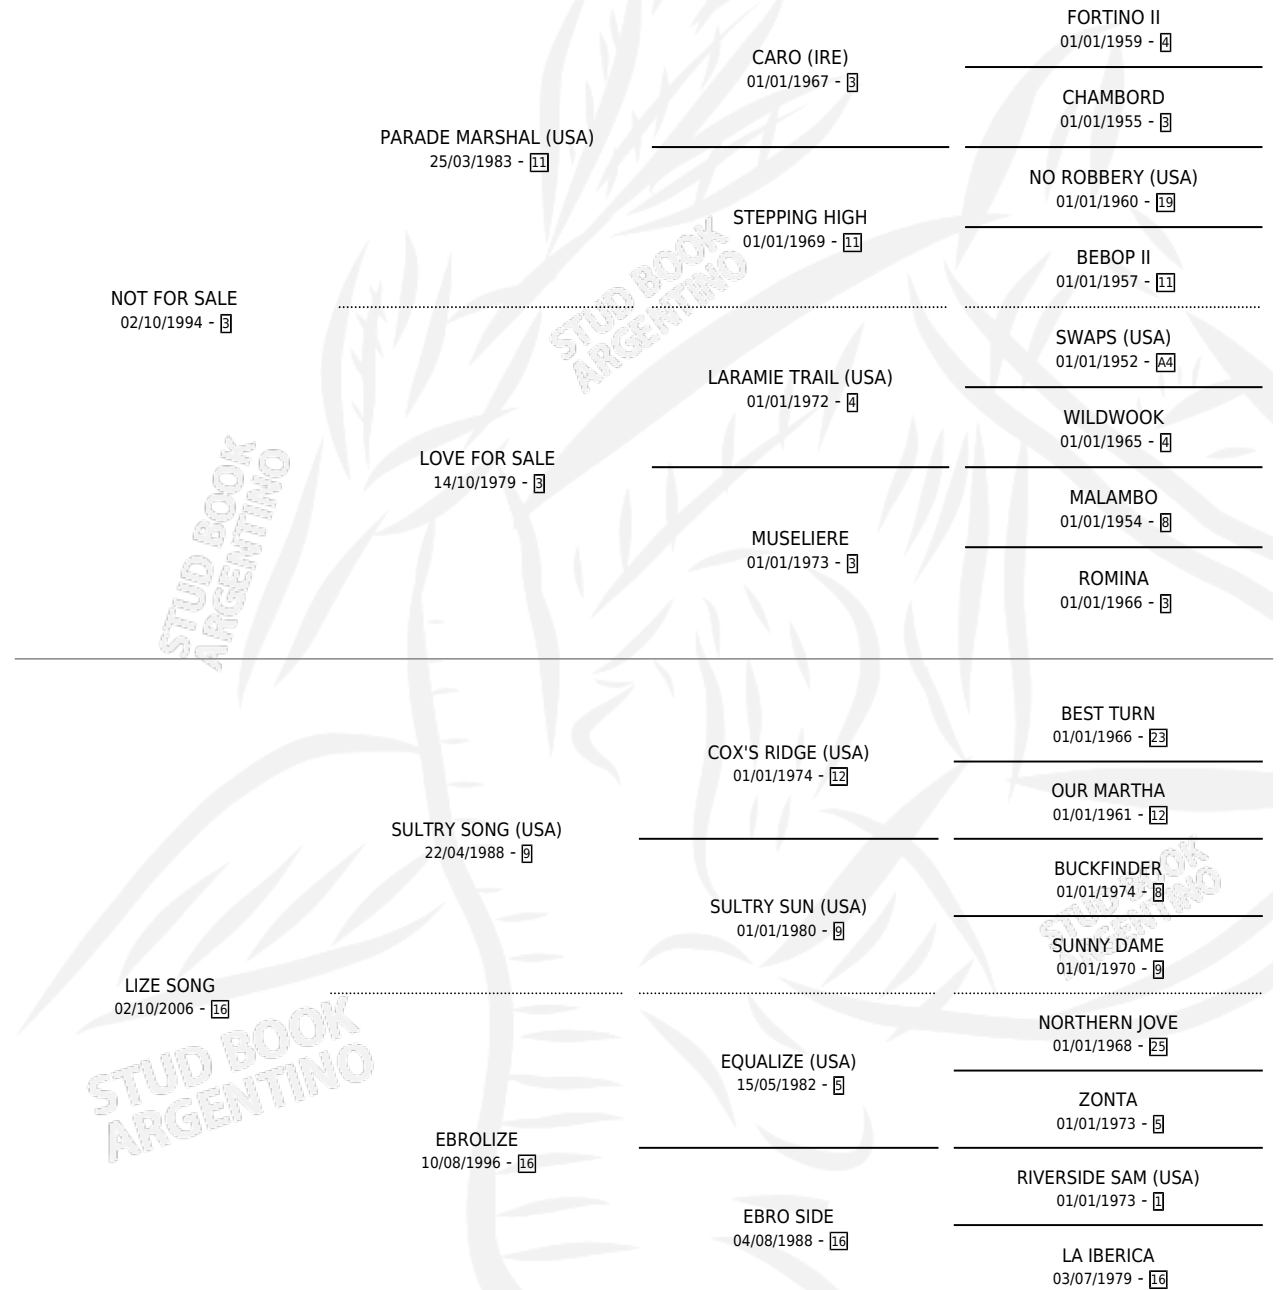 FORTINO II
01/01/1959 - 4
CARO (IRE)
01/01/1967 - 3
CHAMBORD
01/01/1955 - 3
PARADE MARSHAL (USA)
25/03/1983 - 11
NO ROBBERY (USA)
01/01/1960 - 19
STEPPING HIGH
01/01/1969 - 11
BEBOP II
01/01/1957 - 11
NOT FOR SALE
02/10/1994 - 3
SWAPS (USA)
01/01/1952 - A4
LARAMIE TRAIL (USA)
01/01/1972 - 4
WILDWOOK
01/01/1965 - 4
LOVE FOR SALE
14/10/1979 - 3
MALAMBO
01/01/1954 - 8
MUSELIERE
01/01/1973 - 3
ROMINA
01/01/1966 - 3
STUD BOOK
ARGENTINO
STUD BOOK
ARGENTINO
BEST TURN
01/01/1966 - 23
COX'S RIDGE (USA)
01/01/1974 - 12
OUR MARTHA
01/01/1961 - 12
SULTRY SONG (USA)
22/04/1988 - 9
BUCKFINDER
01/01/1974 - 8
SULTRY SUN (USA)
01/01/1980 - 9
SUNNY DAME
01/01/1970 - 9
STUD BOOK
ARGENTINO
LIZE SONG
02/10/2006 - 16
NORTHERN JOVE
01/01/1968 - 25
EQUALIZE (USA)
15/05/1982 - 5
ZONTA
01/01/1973 - 5
EBROLIZE
10/08/1996 - 16
RIVERSIDE SAM (USA)
01/01/1973 - 1
EBRO SIDE
04/08/1988 - 16
LA IBERICA
03/07/1979 - 16
STUD BOOK
ARGENTINO